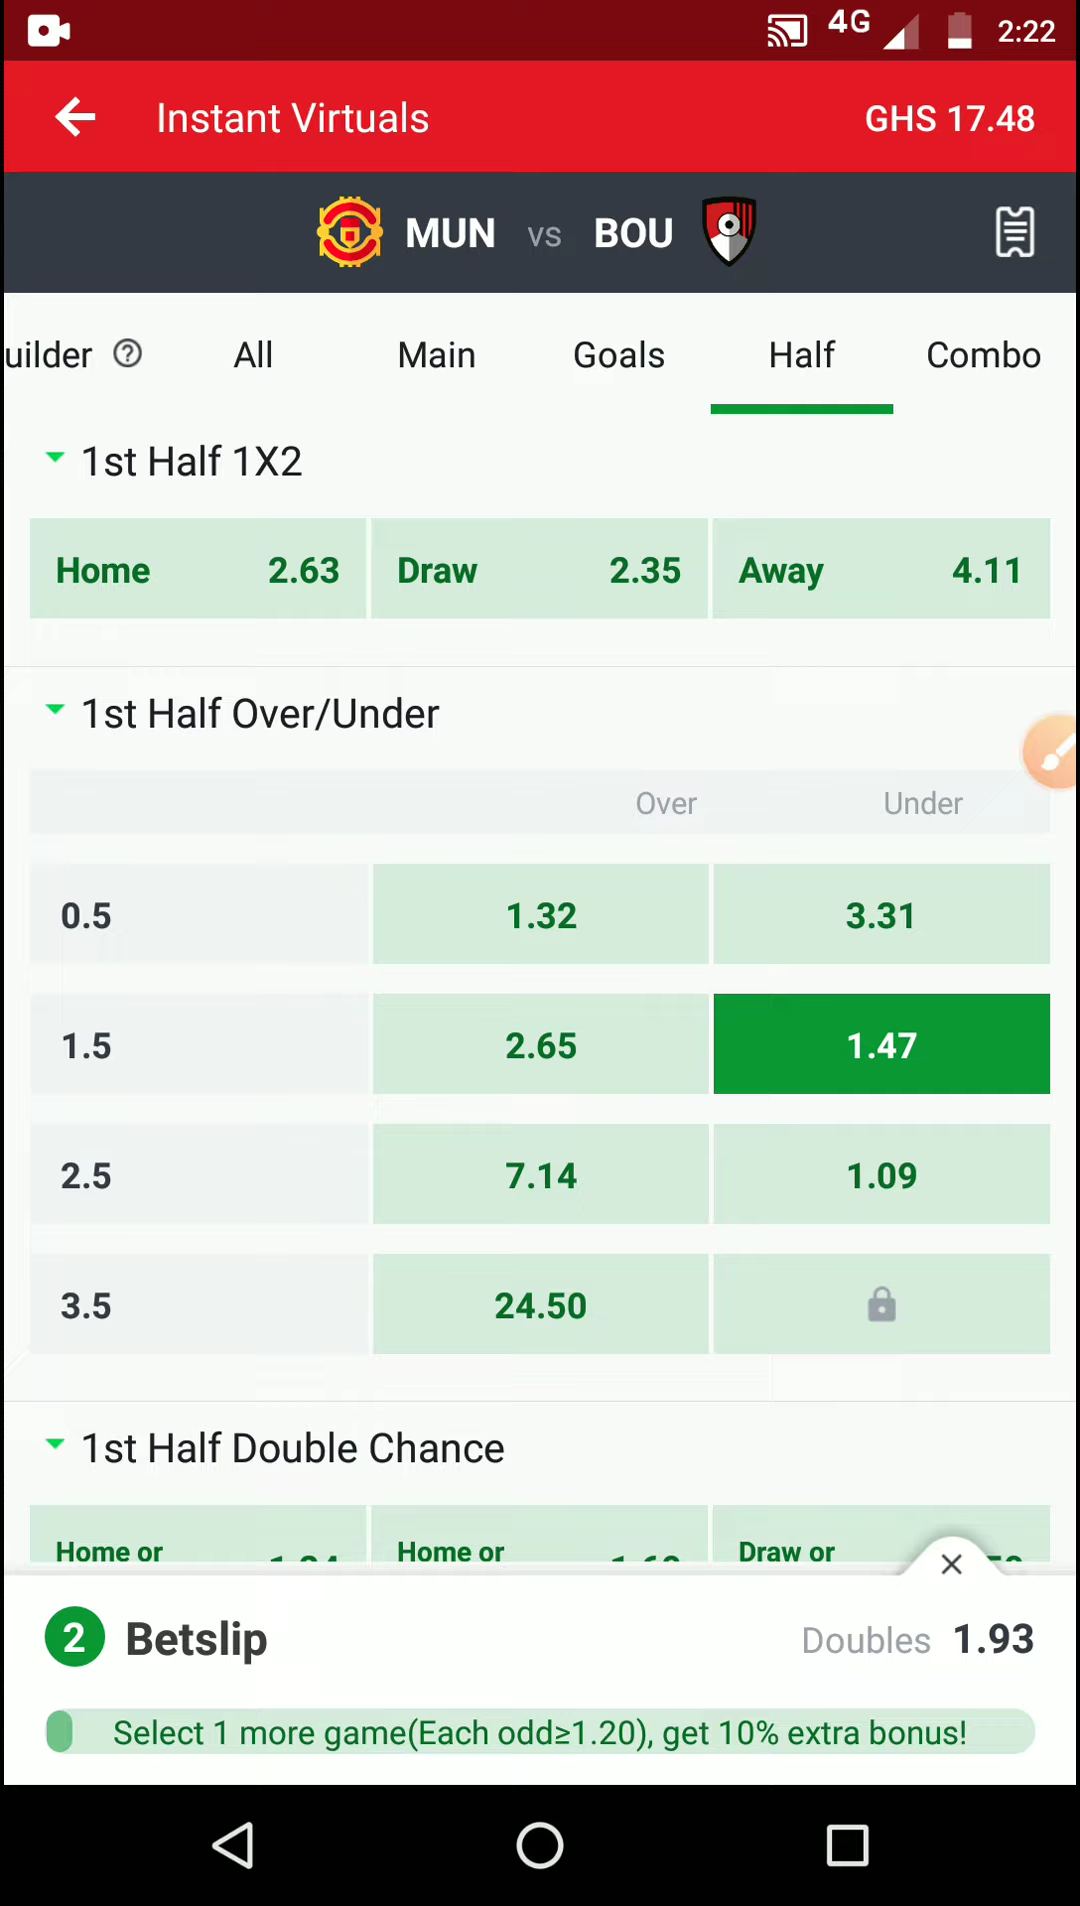 4G 2:22
Instant Virtuals GHS 17.48
MUN vs BOU
uilder ? All Main Goals Half Combo
1st Half 1X2
Home 2.63 Draw 2.35 Away 4.11
1st Half Over/Under
Over Under
0.5 1.32 3.31
1.5 2.65 1.47
2.5 7.14 1.09
3.5 24.50
1st Half Double Chance
Home or Home or Draw or
2 Betslip Doubles 1.93
Select 1 more game(Each odd≥1.20), get 10% extra bonus!